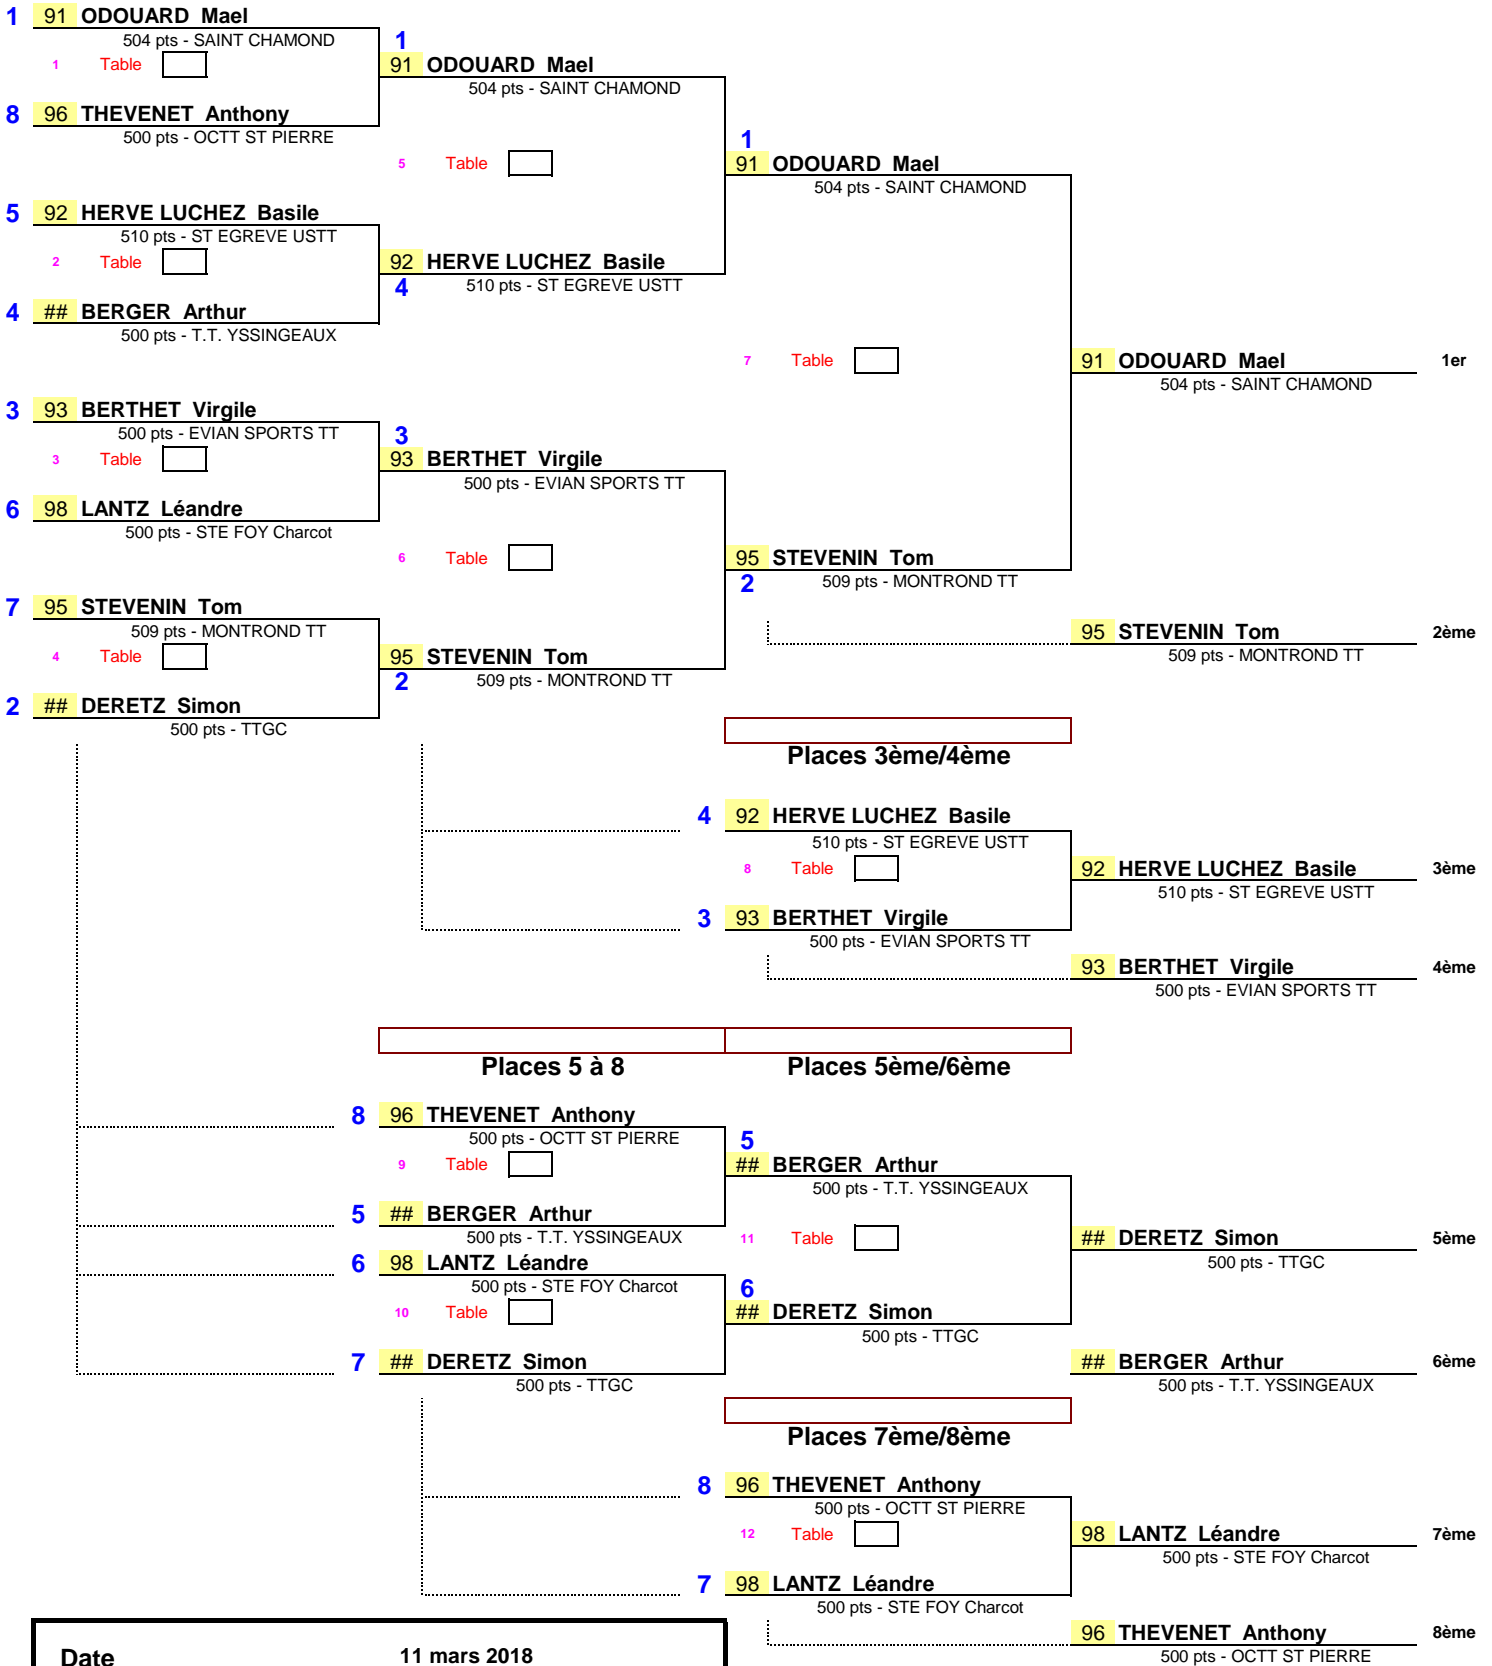 1 91 ODOUARD Mael
504 pts - SAINT CHAMOND
1 Table
1
91 ODOUARD Mael
504 pts - SAINT CHAMOND
8 96 THEVENET Anthony
500 pts - OCTT ST PIERRE
5 Table
1
91 ODOUARD Mael
504 pts - SAINT CHAMOND
5 92 HERVE LUCHEZ Basile
510 pts - ST EGREVE USTT
2 Table
92 HERVE LUCHEZ Basile
4
510 pts - ST EGREVE USTT
4 ## BERGER Arthur
500 pts - T.T. YSSINGEAUX
7 Table
91 ODOUARD Mael 1er
504 pts - SAINT CHAMOND
3 93 BERTHET Virgile
500 pts - EVIAN SPORTS TT
3 Table
3
93 BERTHET Virgile
500 pts - EVIAN SPORTS TT
6 98 LANTZ Léandre
500 pts - STE FOY Charcot
6 Table
95 STEVENIN Tom
2
509 pts - MONTROND TT
7 95 STEVENIN Tom
509 pts - MONTROND TT
4 Table
95 STEVENIN Tom
2
509 pts - MONTROND TT
95 STEVENIN Tom 2ème
509 pts - MONTROND TT
2 ## DERETZ Simon
500 pts - TTGC
Places 3ème/4ème
4 92 HERVE LUCHEZ Basile
510 pts - ST EGREVE USTT
8 Table
92 HERVE LUCHEZ Basile 3ème
510 pts - ST EGREVE USTT
3 93 BERTHET Virgile
500 pts - EVIAN SPORTS TT
93 BERTHET Virgile 4ème
500 pts - EVIAN SPORTS TT
Places 5 à 8 Places 5ème/6ème
8 96 THEVENET Anthony
500 pts - OCTT ST PIERRE
9 Table
5
## BERGER Arthur
500 pts - T.T. YSSINGEAUX
5 ## BERGER Arthur
500 pts - T.T. YSSINGEAUX
11 Table
## DERETZ Simon 5ème
500 pts - TTGC
6 98 LANTZ Léandre
500 pts - STE FOY Charcot
10 Table
6
## DERETZ Simon
500 pts - TTGC
7 ## DERETZ Simon
500 pts - TTGC
## BERGER Arthur 6ème
500 pts - T.T. YSSINGEAUX
Places 7ème/8ème
8 96 THEVENET Anthony
500 pts - OCTT ST PIERRE
12 Table
98 LANTZ Léandre 7ème
500 pts - STE FOY Charcot
7 98 LANTZ Léandre
500 pts - STE FOY Charcot
96 THEVENET Anthony 8ème
500 pts - OCTT ST PIERRE
Date 11 mars 2018